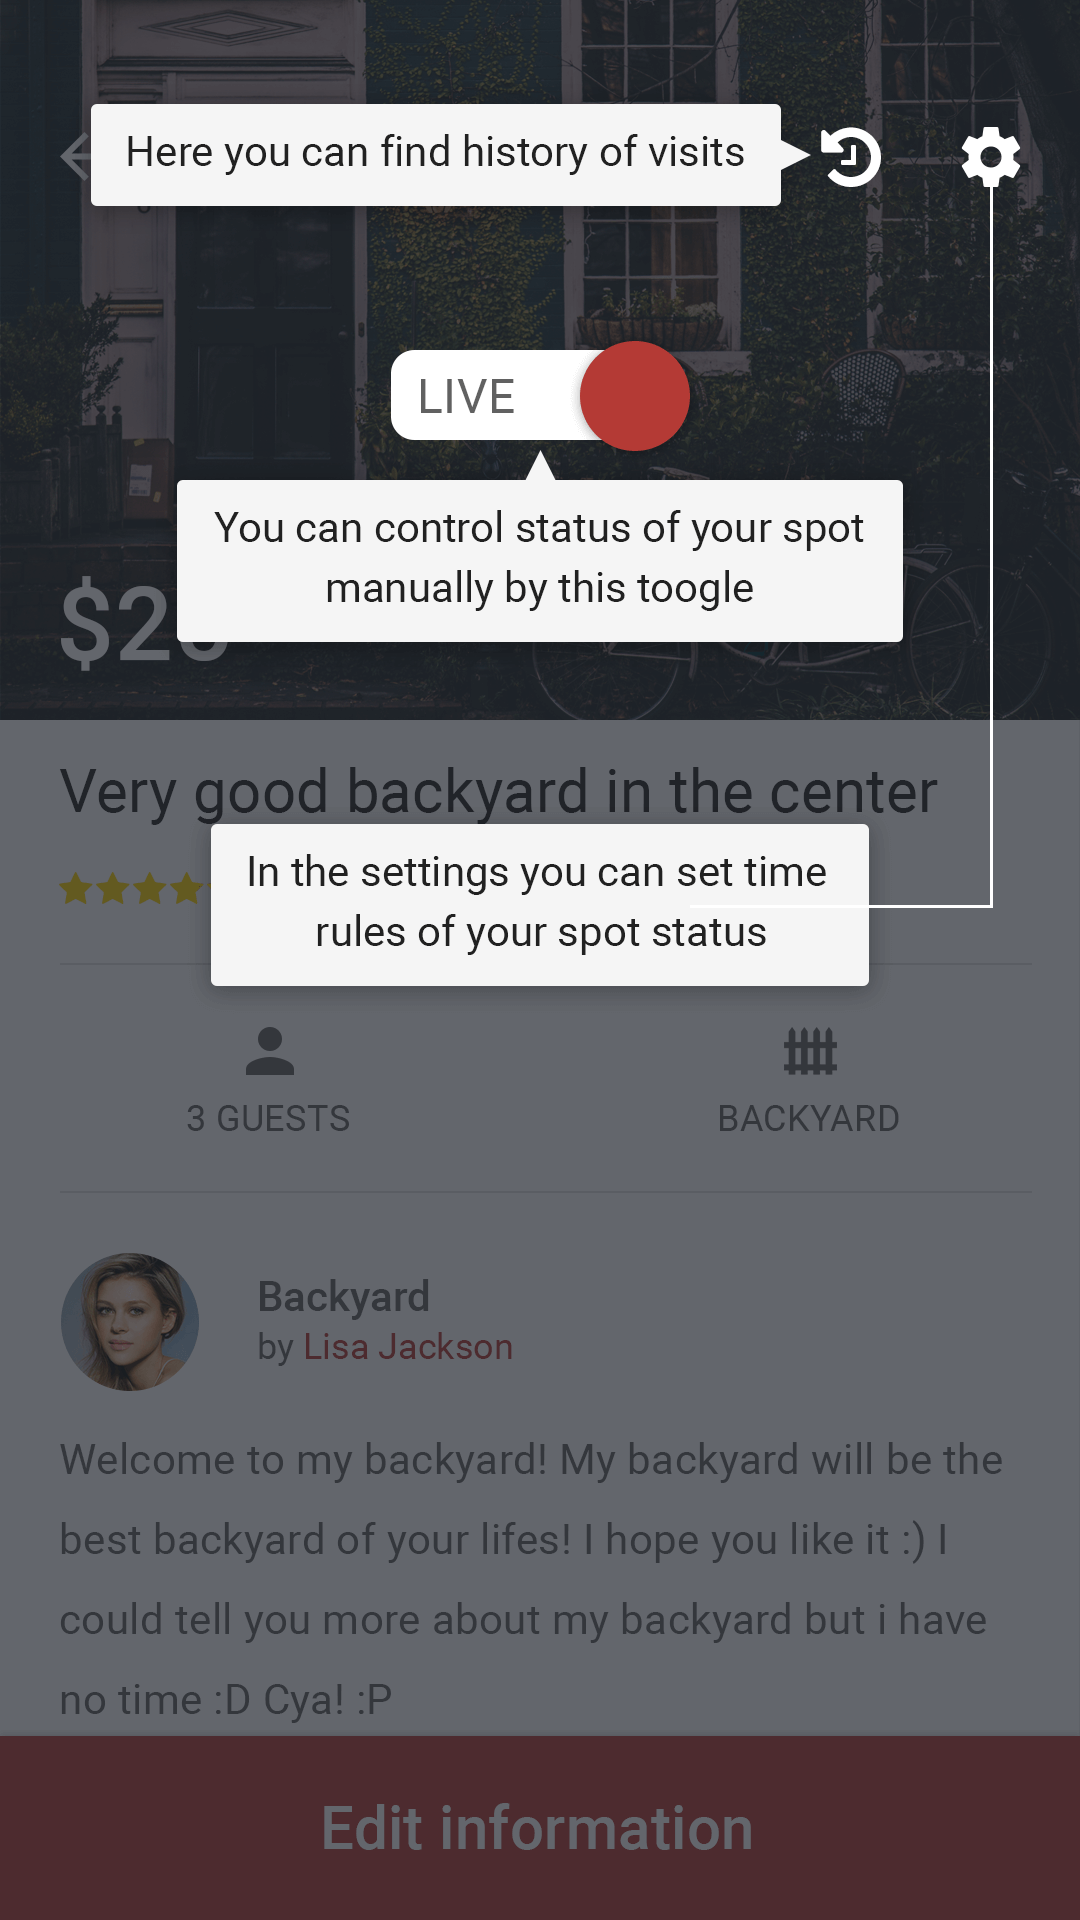 Here you can find history of visits
LIVE
You can control status of your spot
manually by this toogle
Very good backyard in the center
In the settings you can set time
rules of your spot status
3 GUESTS
BACKYARD
Backyard
by Lisa Jackson
Welcome to my backyard! My backyard will be the
best backyard of your lifes! I hope you like it :) I
could tell you more about my backyard but i have
no time :D Cya! :P
Edit information